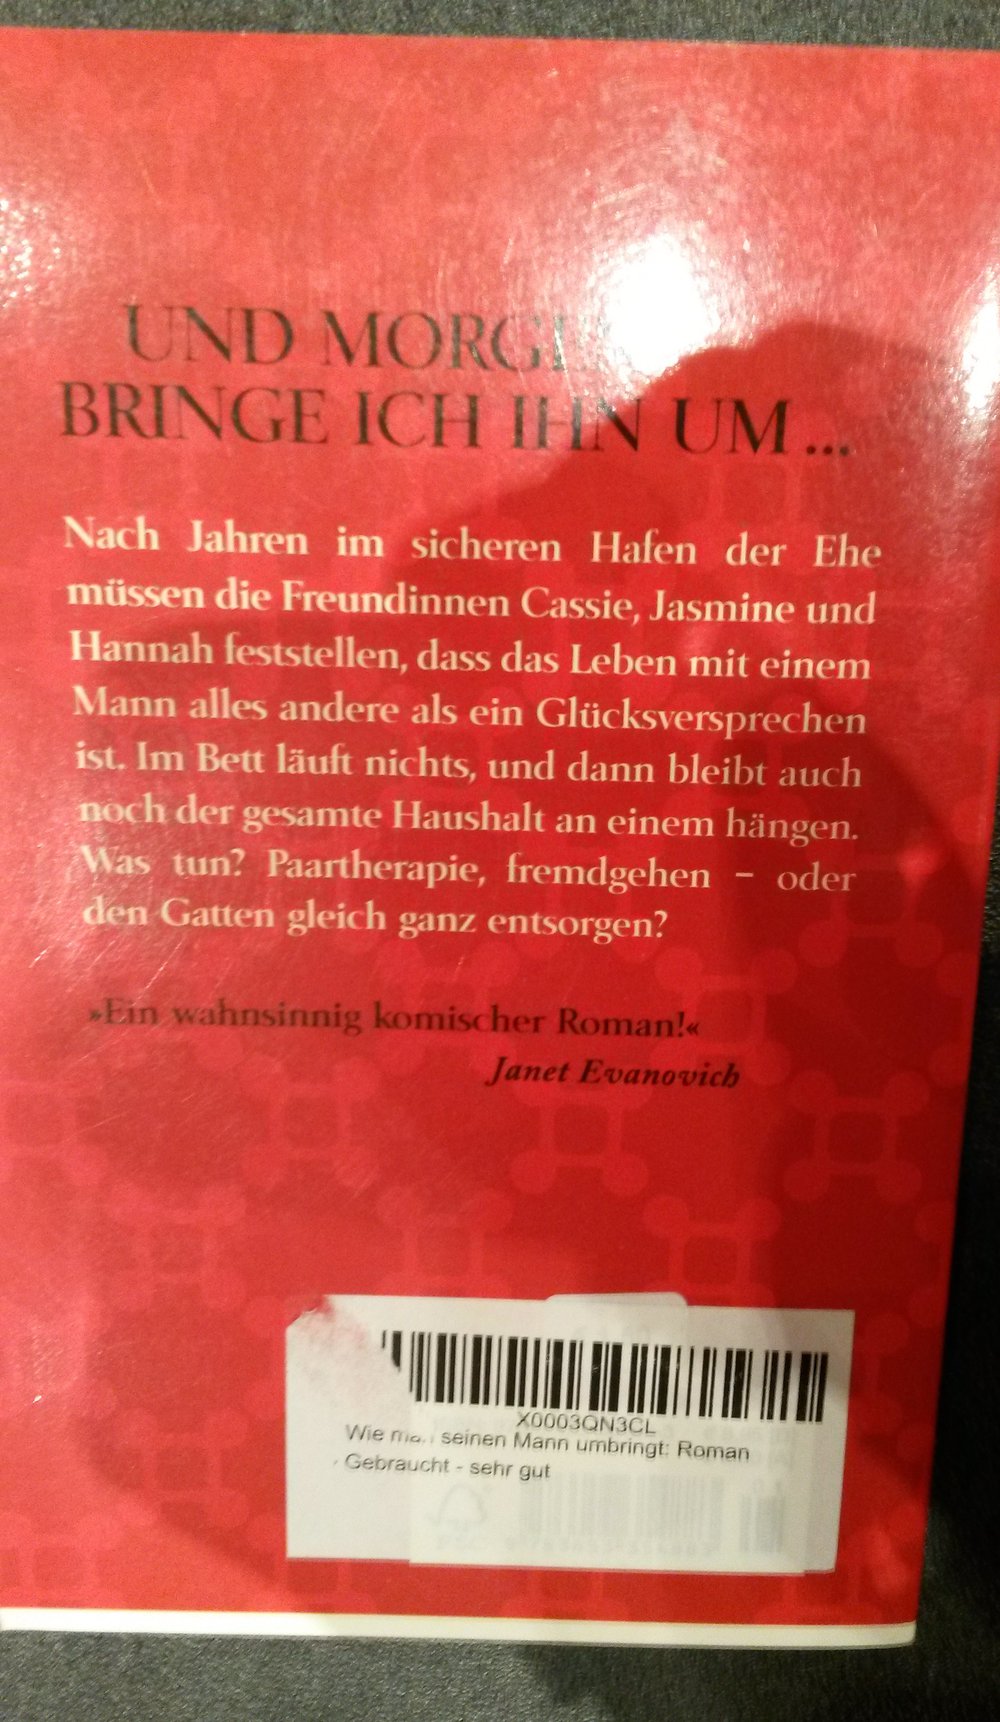 UND MORGEN
BRINGE ICH IHN UM ...
Nach Jahren im sicheren Hafen der Ehe
müssen die Freundinnen Cassie, Jasmine und
Hannah feststellen, dass das Leben mit einem
Mann alles andere als ein Glücksversprechen
ist. Im Bett läuft nichts, und dann bleibt auch
noch der gesamte Haushalt an einem hängen.
Was tun? Paartherapie, fremdgehen – oder
den Gatten gleich ganz entsorgen?
»Ein wahnsinnig komischer Roman!«
Janet Evanovich
X0003QN3CL
Wie man seinen Mann umbringt: Roman
Gebraucht - sehr gut